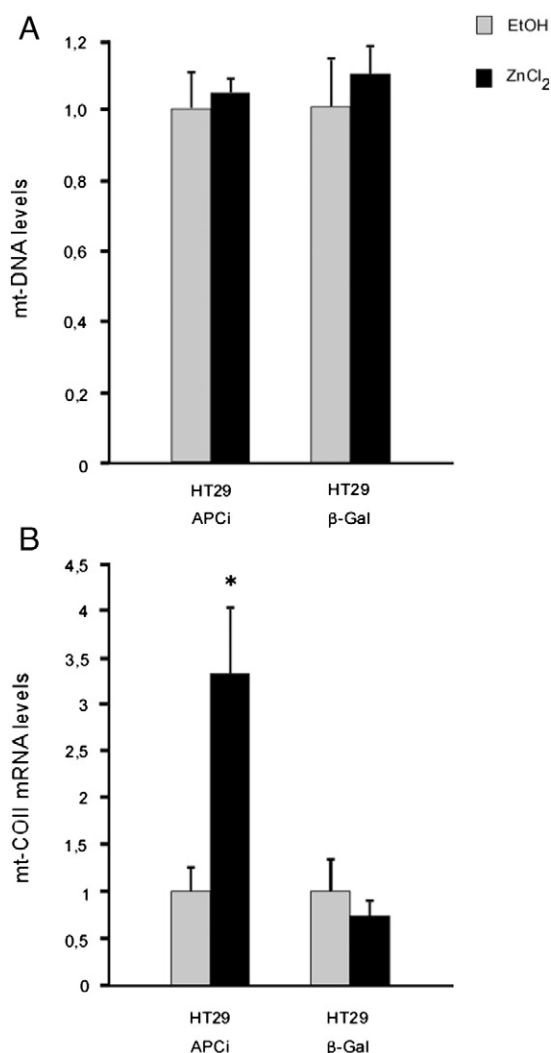 A
EtOH
ZnCl2
mt-DNA levels
1,2
1,0
0,8
0,6
0,4
0,2
0
HT29 HT29
APCi β-Gal
B
mt-COII mRNA levels
4,5
4
3,5
3
2,5
2
1,5
1
0,5
0
*
HT29 HT29
APCi β-Gal